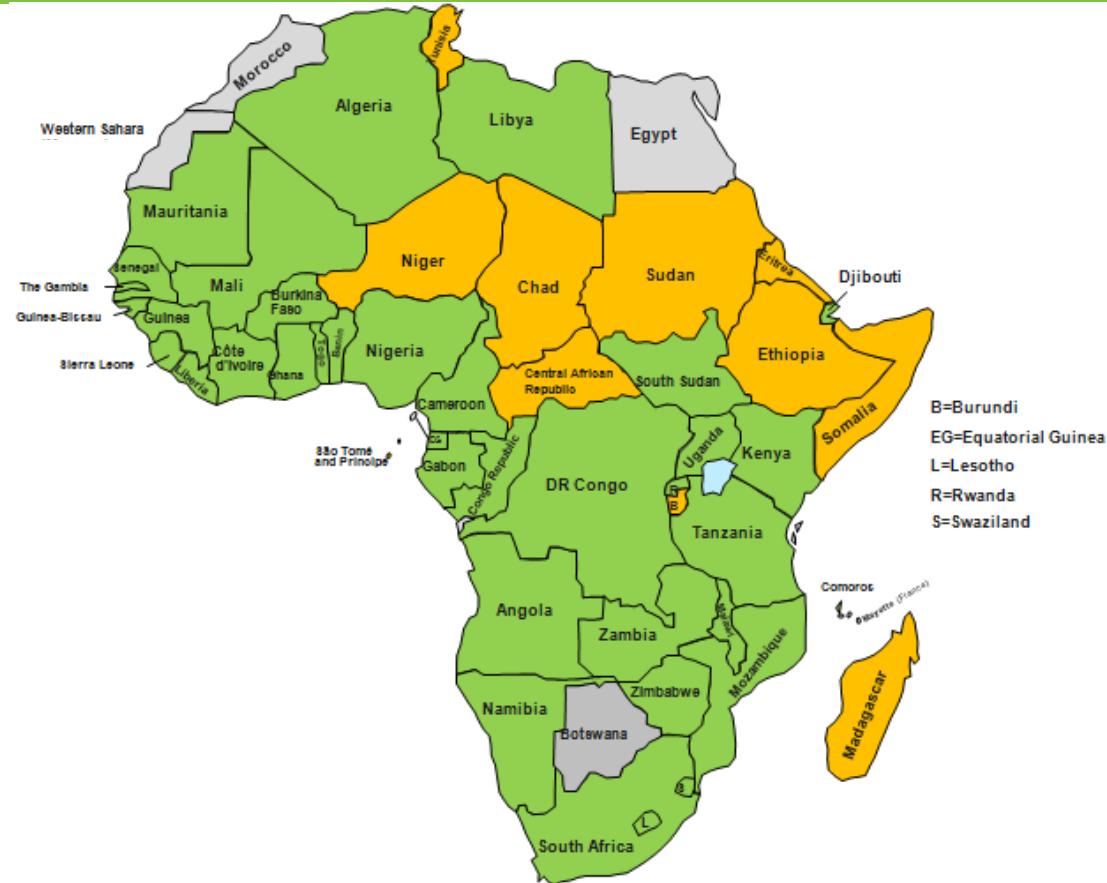 Tunisia
Morocco
Algeria
Libya
Egypt
Western Sahara
Mauritania
Niger
Chad
Sudan
Eritrea
Djibouti
Senegal
The Gambia
Mali
Burkina
Faso
Guinea-Bissau
Guinea
Sierra Leone
Liberia
Côte
d'Ivoire
Ghana
Togo
Benin
Nigeria
Ethiopia
Central African
Republic
South Sudan
Somalia
Cameroon
EG
São Tomé
and Principe
Gabon
Congo Republic
DR Congo
Uganda
Kenya
R
B
Tanzania
B=Burundi
EG=Equatorial Guinea
L=Lesotho
R=Rwanda
S=Swaziland
Comoros
Mayotte (France)
Angola
Zambia
Malawi
Mozambique
Zimbabwe
Namibia
Botswana
Madagascar
S
L
South Africa